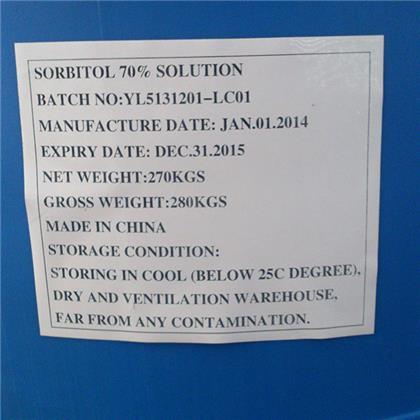 SORBITOL 70% SOLUTION
BATCH NO:YL5131201-LC01
MANUFACTURE DATE: JAN.01.2014
EXPIRY DATE: DEC.31.2015
NET WEIGHT:270KGS
GROSS WEIGHT:280KGS
MADE IN CHINA
STORAGE CONDITION:
STORING IN COOL (BELOW 25C DEGREE),
DRY AND VENTILATION WAREHOUSE,
FAR FROM ANY CONTAMINATION.